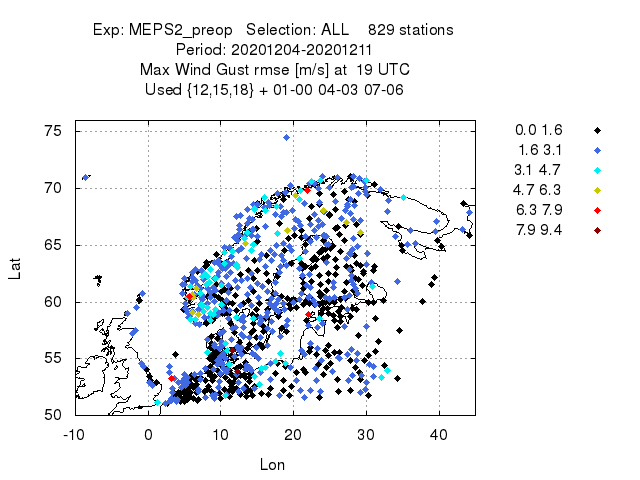 Exp: MEPS2_preop   Selection: ALL    829 stations
Period: 20201204-20201211
Max Wind Gust rmse [m/s] at  19 UTC
Used {12,15,18} + 01-00 04-03 07-06
75
70
65
60
55
50
Lat
-10 0 10 20 30 40
Lon
0.0 1.6
1.6 3.1
3.1 4.7
4.7 6.3
6.3 7.9
7.9 9.4